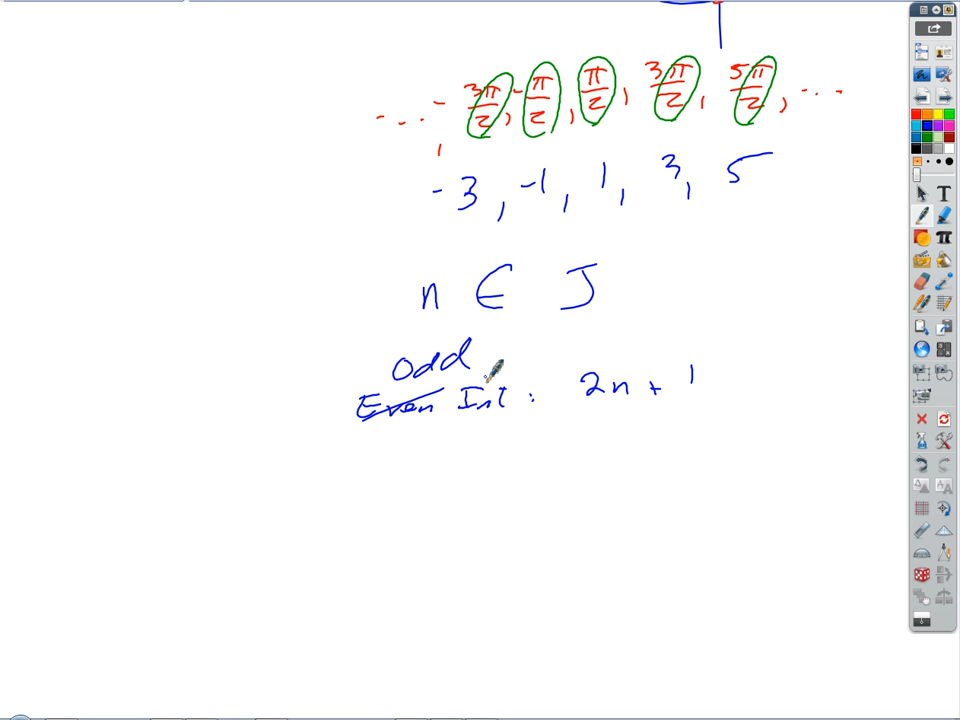 ... , -3π/2, -π/2, π/2, 3π/2, 5π/2, ...
-3, -1, 1, 3, 5
n ∈ J
Odd
Even Int : 2n + 1